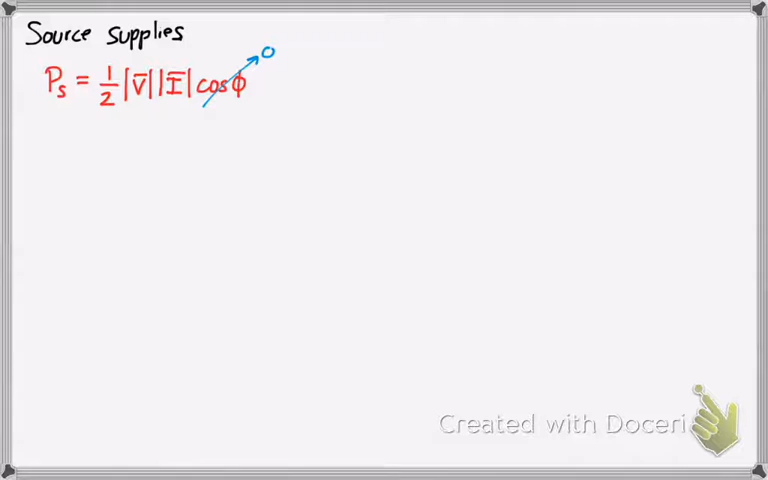 Source supplies
Ps = 1/2 |V̅| |I̅| cosϕ 0
Created with Doceri